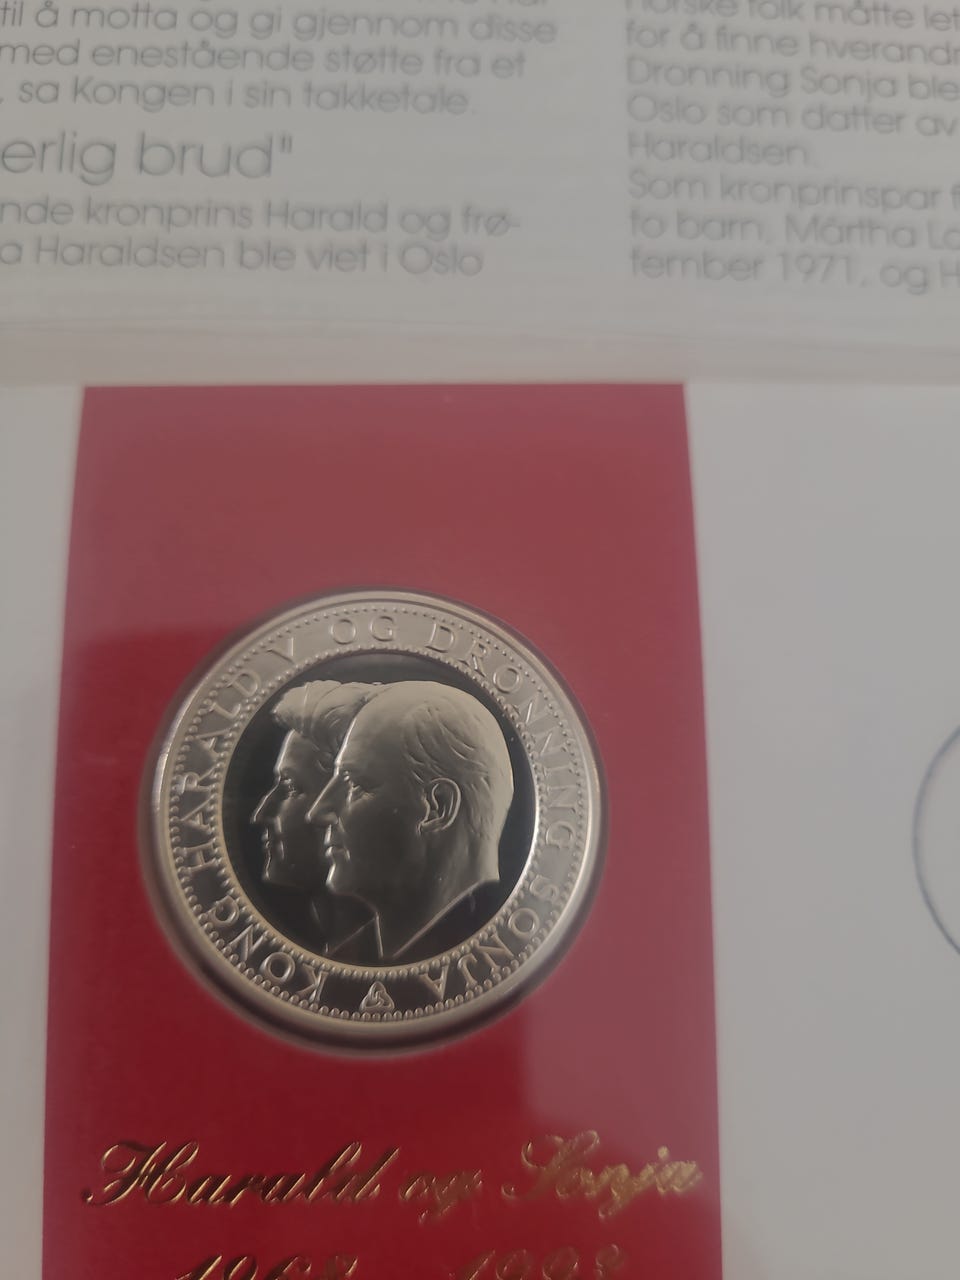 til å motta og gi gjennom disse
med enestående støtte fra et
, sa Kongen i sin takketale.
erlig brud"
nde kronprins Harald og frø-
a Haraldsen ble viet i Oslo
norske folk måtte let
for å finne hverandr
Dronning Sonja ble
Oslo som datter av
Haraldsen.
Som kronprinspar f
to barn, Märtha Lo
tember 1971, og H
KONG HARALD V OG DRONNING SONJA
Harald og Sonja
1968 1993